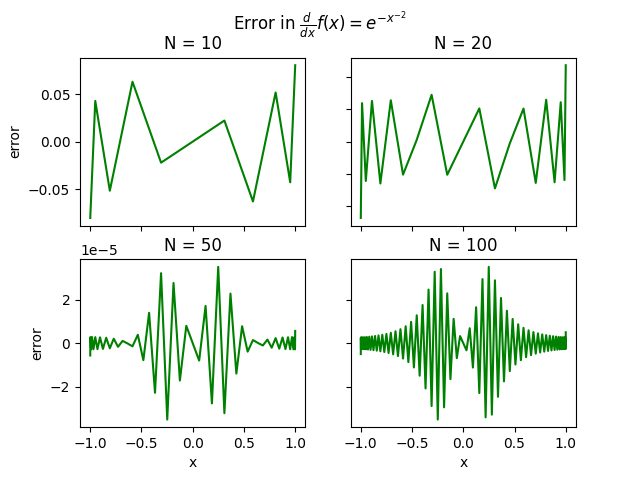 Error in $\frac{d}{dx}f(x) = e^{-x^{-2}}$
N = 10
N = 20
error
0.05
0.00
−0.05
1e−5
N = 50
N = 100
error
2
0
−2
−1.0 −0.5 0.0 0.5 1.0
−1.0 −0.5 0.0 0.5 1.0
x
x